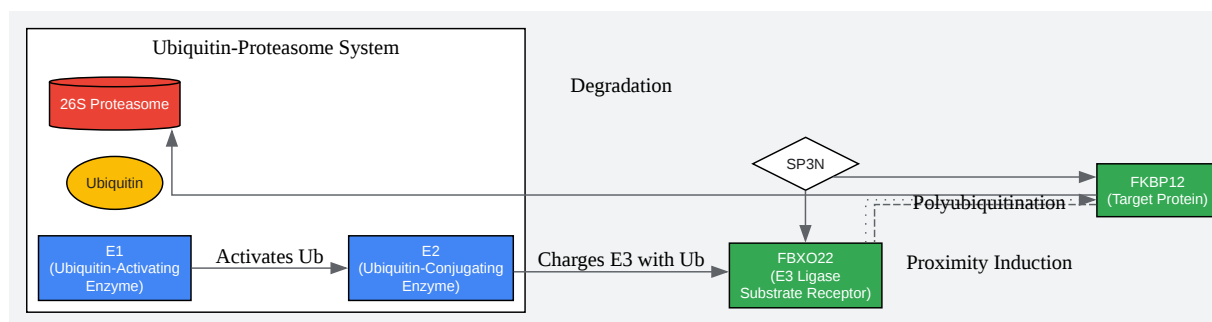 Ubiquitin-Proteasome System
Degradation
26S Proteasome
SP3N
Ubiquitin
FKBP12
(Target Protein)
Polyubiquitination
E1
(Ubiquitin-Activating
Enzyme)
Activates Ub
E2
(Ubiquitin-Conjugating
Enzyme)
Charges E3 with Ub
FBXO22
(E3 Ligase
Substrate Receptor)
Proximity Induction